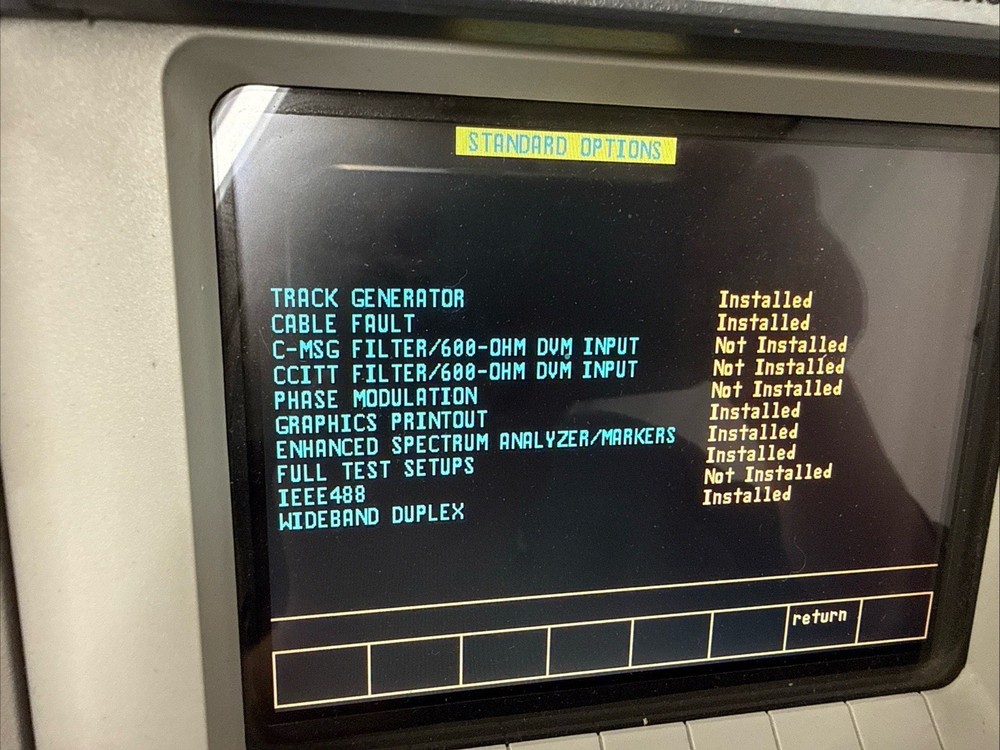 STANDARD OPTIONS
TRACK GENERATOR Installed
CABLE FAULT Installed
C-MSG FILTER/600-OHM DVM INPUT Not Installed
CCITT FILTER/600-OHM DVM INPUT Not Installed
PHASE MODULATION Not Installed
GRAPHICS PRINTOUT Installed
ENHANCED SPECTRUM ANALYZER/MARKERS Installed
FULL TEST SETUPS Installed
IEEE488 Not Installed
WIDEBAND DUPLEX Installed
return